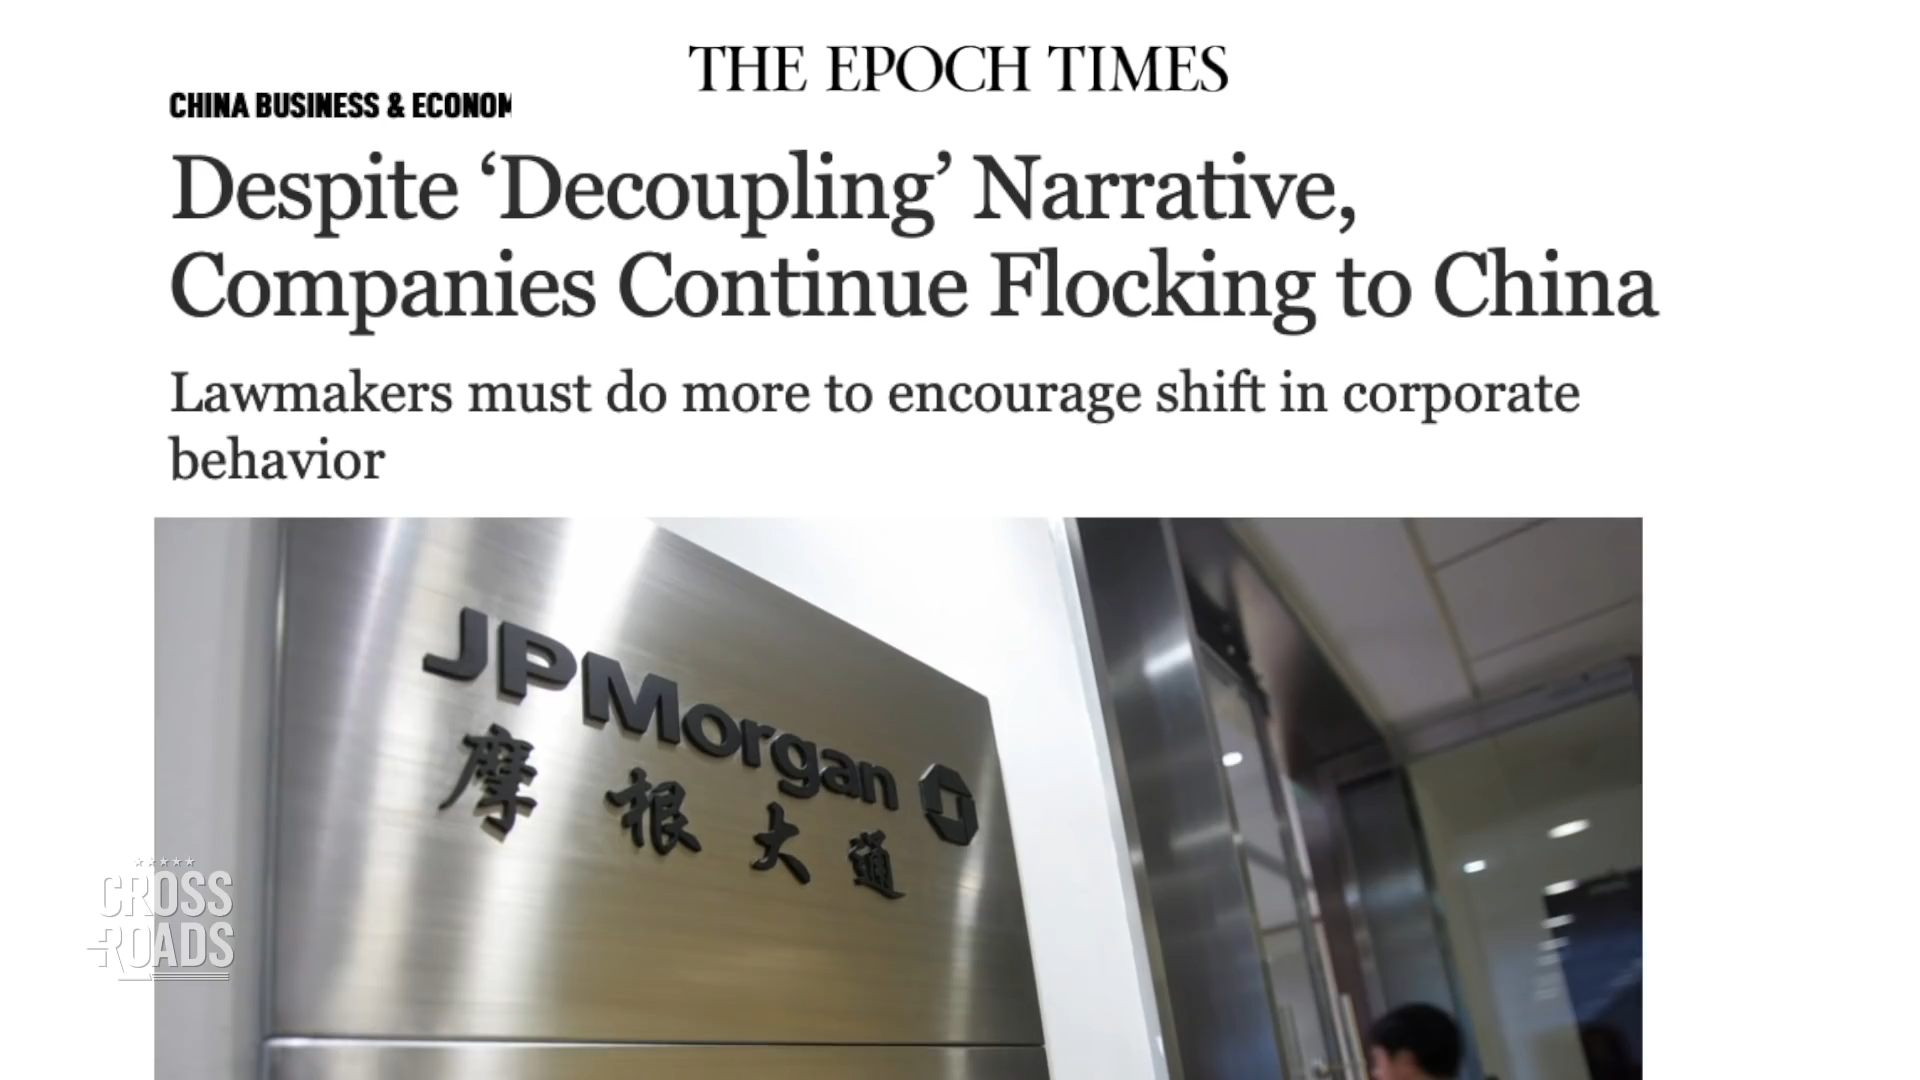 THE EPOCH TIMES
CHINA BUSINESS & ECONOM
Despite ‘Decoupling’ Narrative,
Companies Continue Flocking to China
Lawmakers must do more to encourage shift in corporate
behavior
JPMorgan
摩根大通
CROSS
ROADS